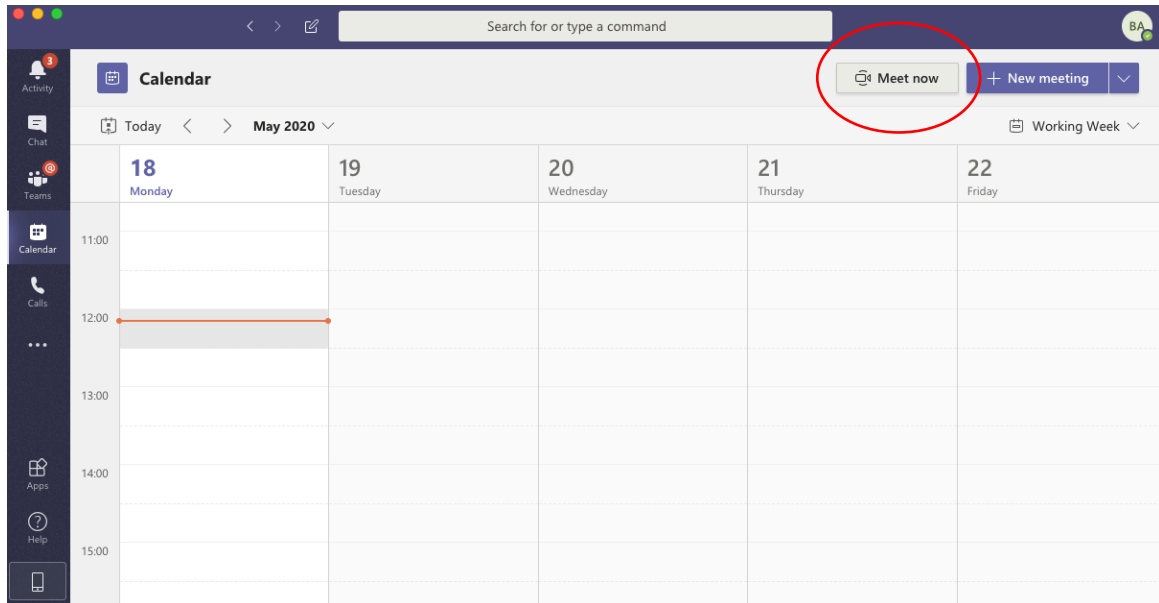 Search for or type a command
BA
3
Activity
Chat
@
Teams
Calendar
Calls
Apps
Help
Calendar
Meet now
New meeting
Today
May 2020
Working Week
18
Monday
19
Tuesday
20
Wednesday
21
Thursday
22
Friday
11:00
12:00
13:00
14:00
15:00